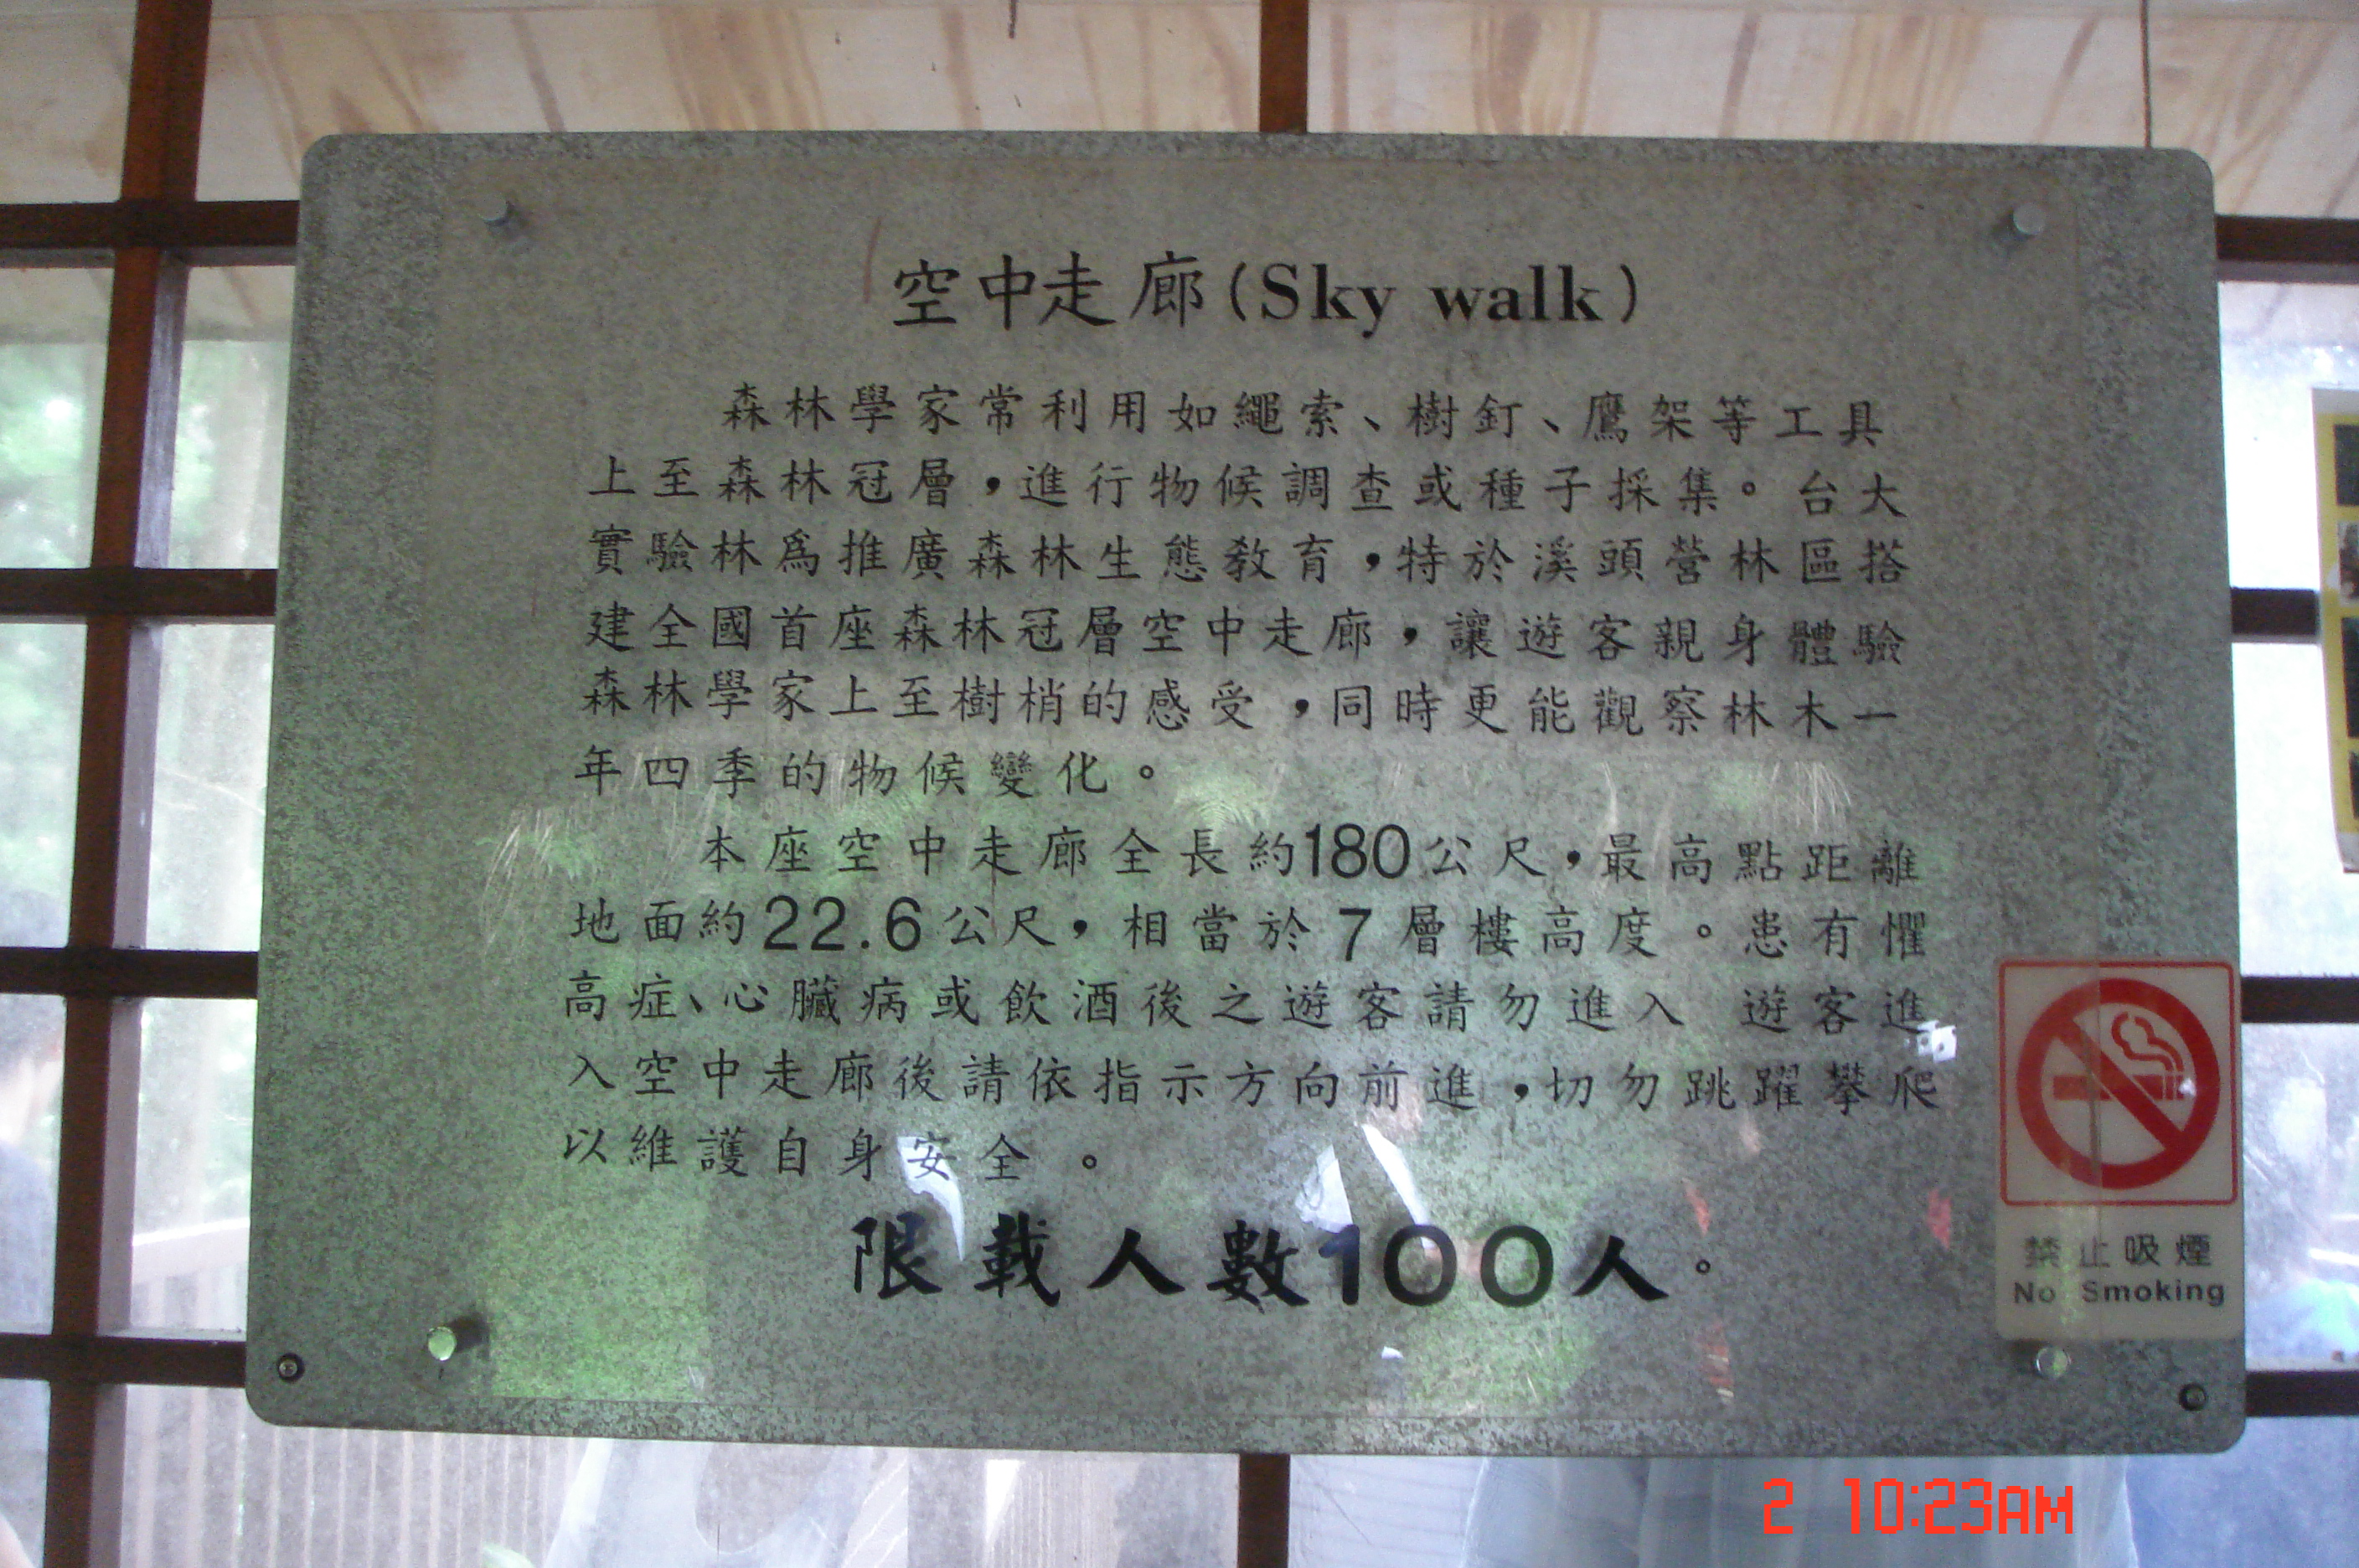 空中走廊(Sky walk)
森林學家常利用如繩索、樹釘、鷹架等工具
上至森林冠層，進行物候調查或種子採集。台大
實驗林為推廣森林生態教育，特於溪頭營林區搭
建全國首座森林冠層空中走廊，讓遊客親身體驗
森林學家上至樹梢的感受，同時更能觀察林木一
年四季的物候變化。
本座空中走廊全長約180公尺，最高點距離
地面約22.6公尺，相當於7層樓高度。患有懼
高症、心臟病或飲酒後之遊客請勿進入 遊客進
入空中走廊後請依指示方向前進，切勿跳躍攀爬
以維護自身安全。
限載人數100人。
禁止吸煙
No Smoking
2 10:23AM